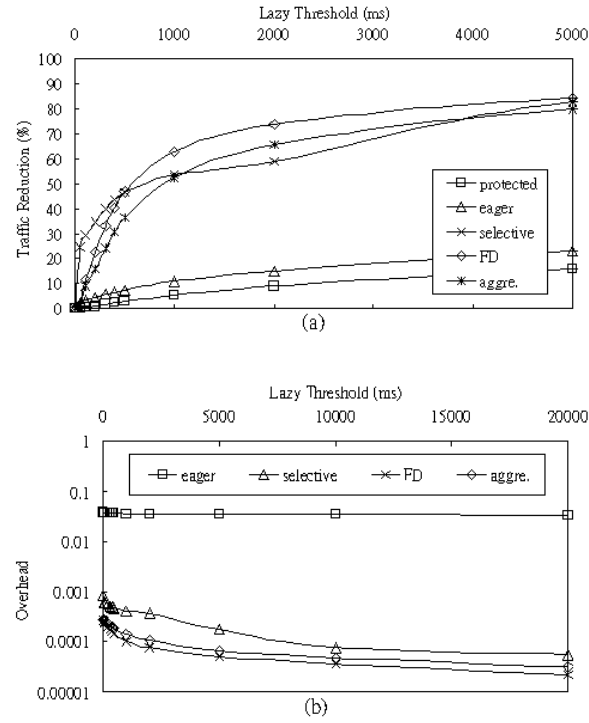 Lazy Threshold (ms)
0 1000 2000 3000 4000 5000
100
90
80
70
60
50
40
30
20
10
0
Traffic Reduction (%)
protected
eager
selective
FD
aggre.
(a)
Lazy Threshold (ms)
0 5000 10000 15000 20000
1
0.1
0.01
0.001
0.0001
0.00001
Overhead
eager selective FD aggre.
(b)